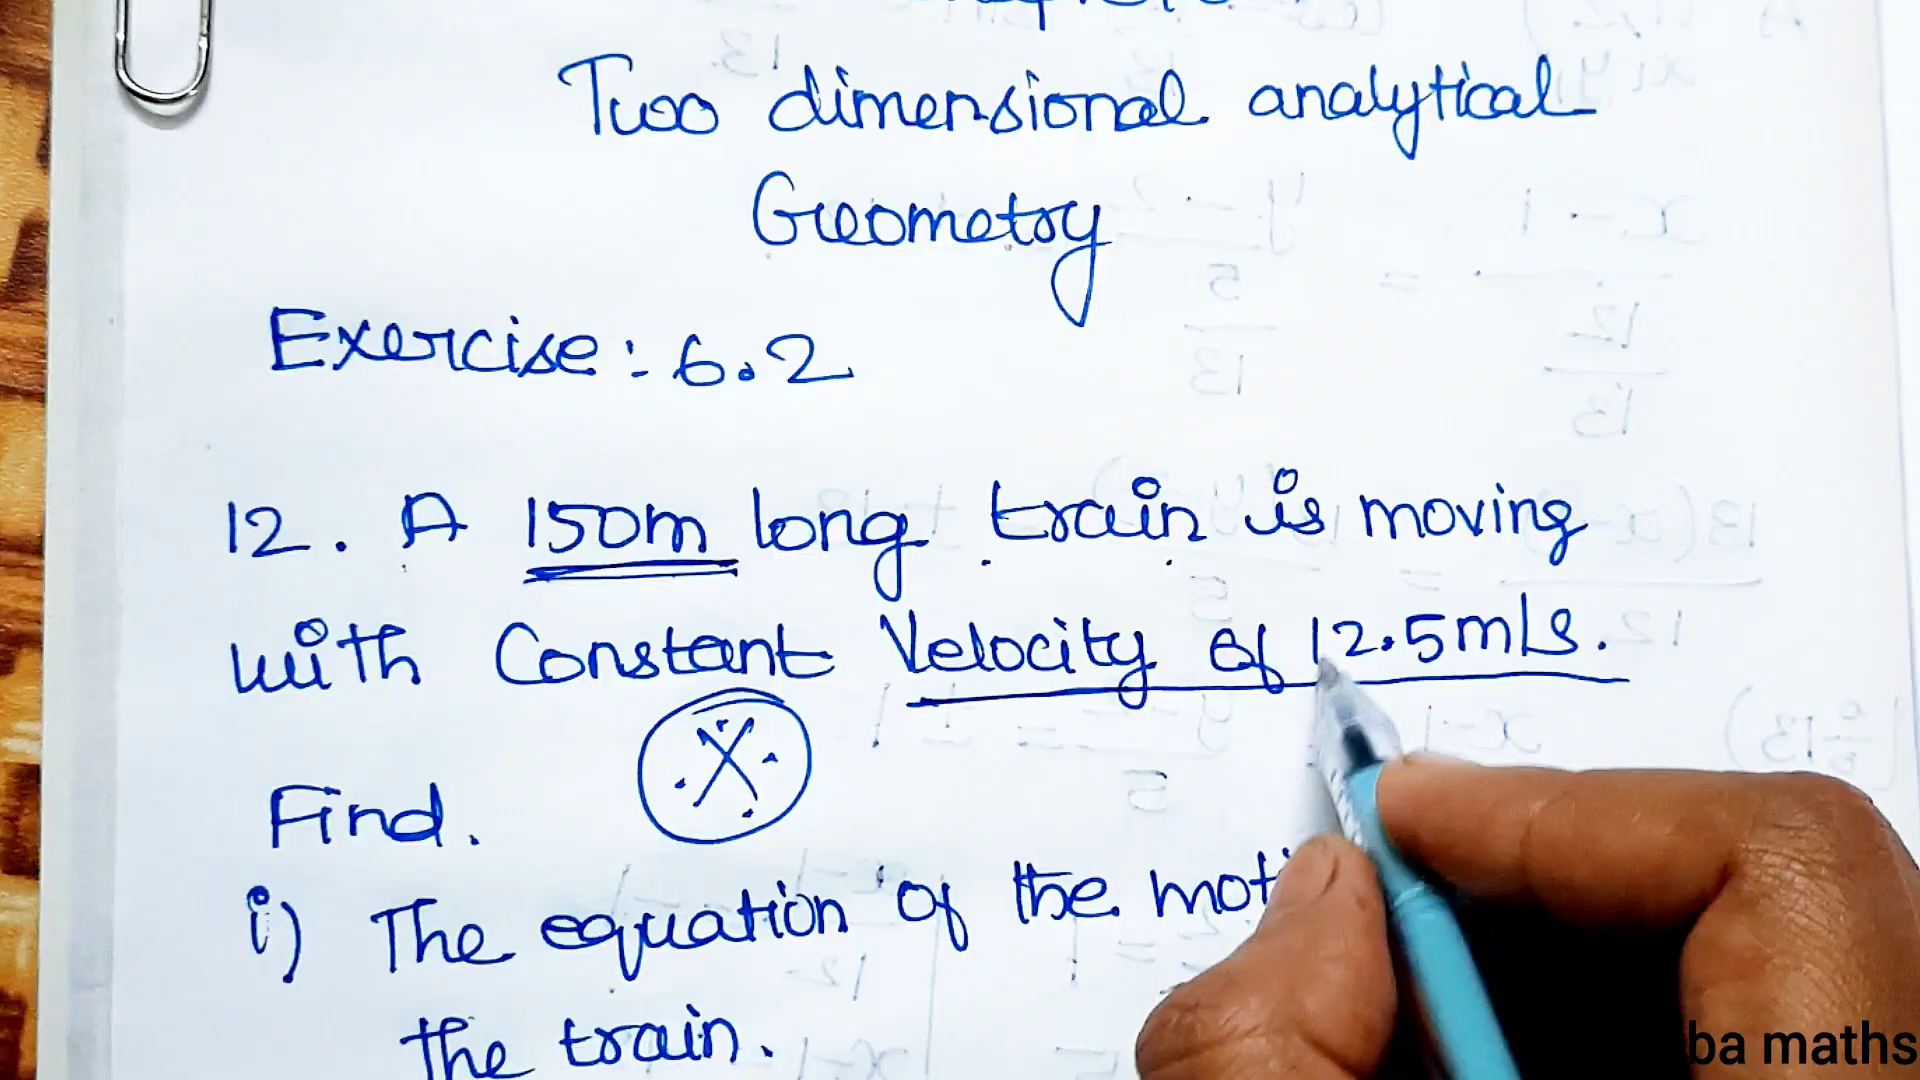 Two dimensional analytical
Geometry
Exercise: 6.2
12. A 150m long train is moving
with Constant Velocity of 12.5m/s.
Find.
X
i) The equation of the moti
the train.
ba maths